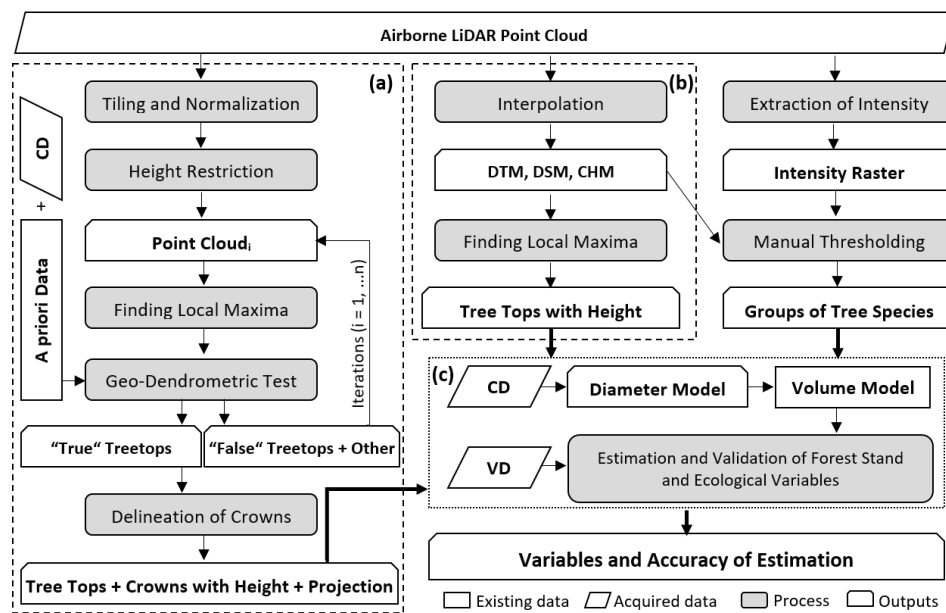 Airborne LiDAR Point Cloud
(a)
Tiling and Normalization
CD
+
A priori Data
Height Restriction
Point Cloudᵢ
Finding Local Maxima
Geo-Dendrometric Test
Iterations (i = 1, ...n)
“True“ Treetops
“False“ Treetops + Other
Delineation of Crowns
Tree Tops + Crowns with Height + Projection
(b)
Interpolation
DTM, DSM, CHM
Finding Local Maxima
Tree Tops with Height
Extraction of Intensity
Intensity Raster
Manual Thresholding
Groups of Tree Species
(c)
CD
Diameter Model
Volume Model
VD
Estimation and Validation of Forest Stand
and Ecological Variables
Variables and Accuracy of Estimation
Existing data
Acquired data
Process
Outputs